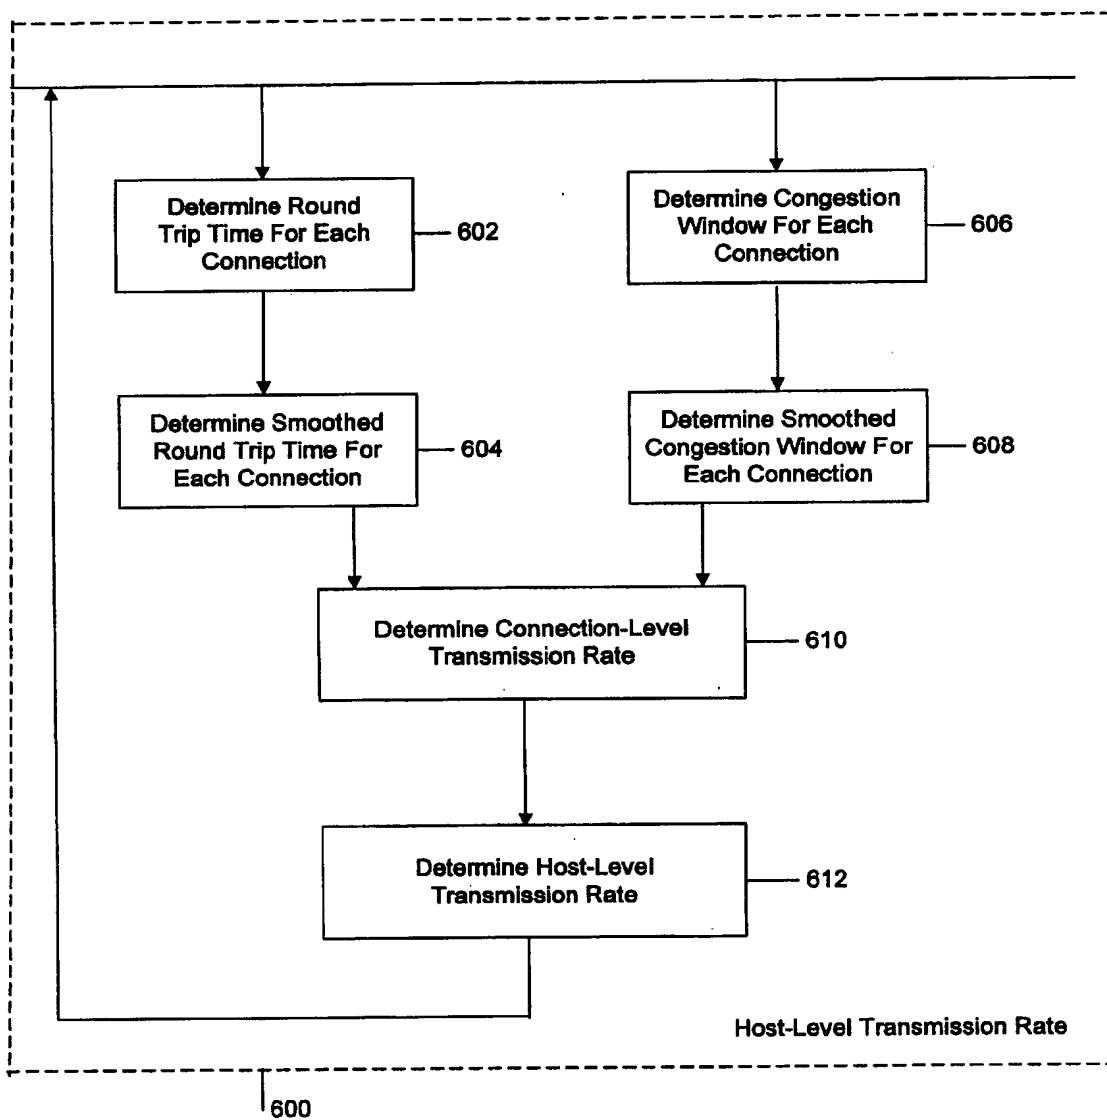 Determine Round
Trip Time For Each
Connection
602
Determine Congestion
Window For Each
Connection
606
Determine Smoothed
Round Trip Time For
Each Connection
604
Determine Smoothed
Congestion Window For
Each Connection
608
Determine Connection-Level
Transmission Rate
610
Determine Host-Level
Transmission Rate
612
Host-Level Transmission Rate
600